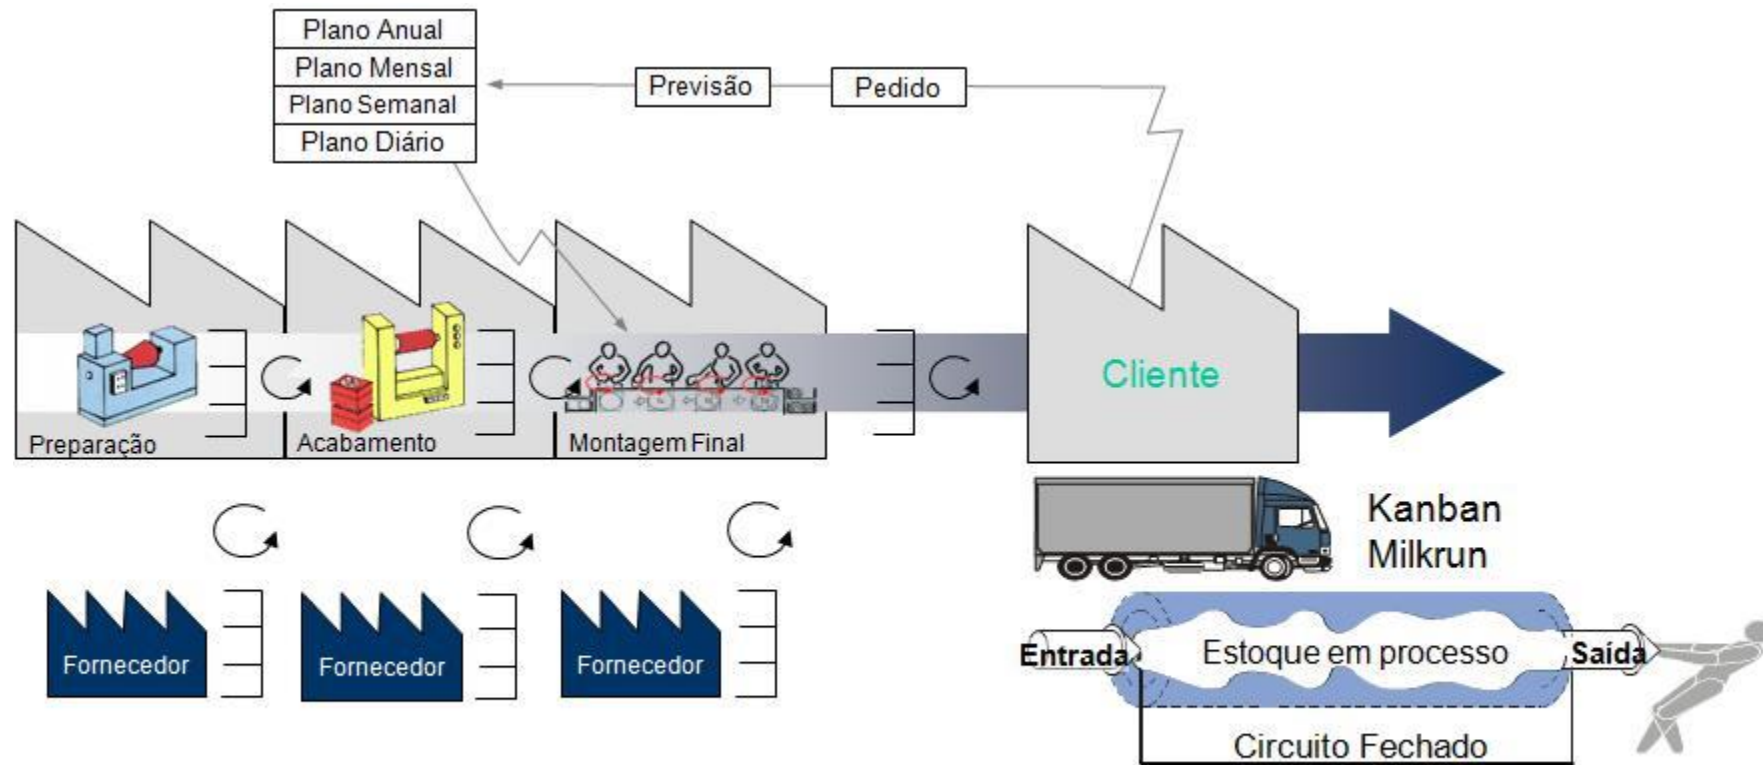 Plano Anual
Plano Mensal
Plano Semanal
Plano Diário
Previsão
Pedido
Cliente
Preparação
Acabamento
Montagem Final
Kanban
Milkrun
Fornecedor
Fornecedor
Fornecedor
Entrada
Estoque em processo
Saída
Circuito Fechado